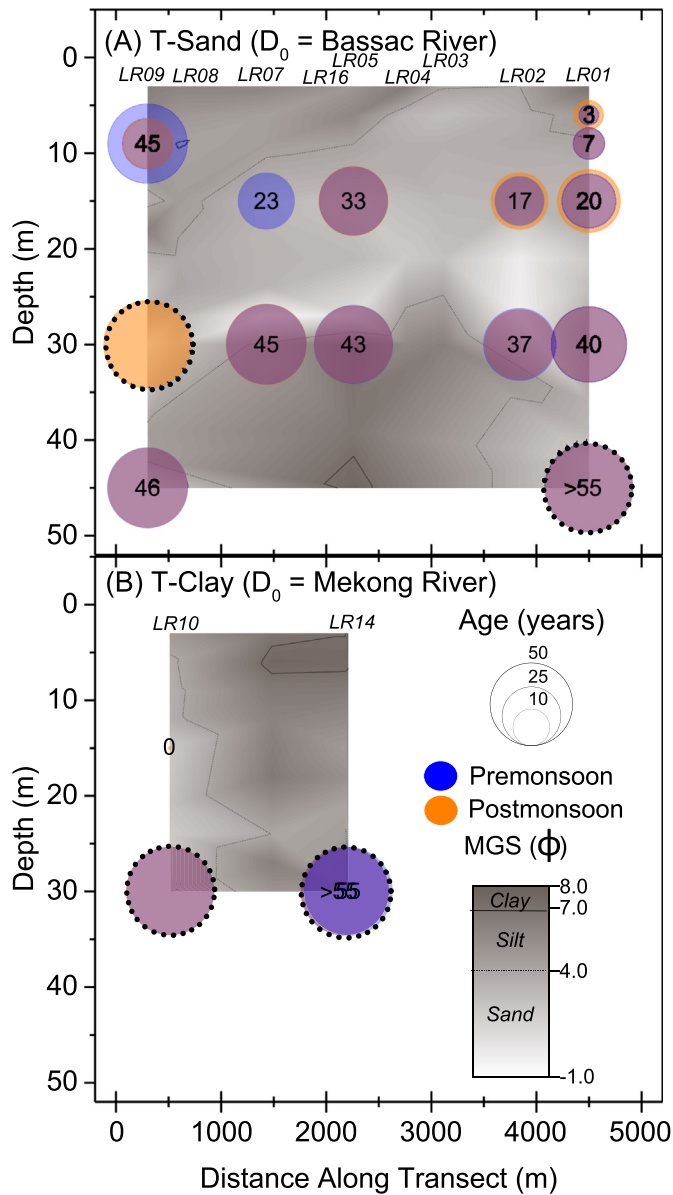 (A) T-Sand (D₀ = Bassac River)
LR09 LR08 LR07 LR16 LR05 LR04 LR03 LR02 LR01
0
10
20
30
40
50
Depth (m)
45
3
7
23
33
17
20
45
43
37
40
46
>55
(B) T-Clay (D₀ = Mekong River)
LR10 LR14
0
10
20
30
40
50
Depth (m)
0
>55
Age (years)
50
25
10
Premonsoon
Postmonsoon
MGS (ϕ)
Clay
Silt
Sand
8.0
7.0
4.0
-1.0
0 1000 2000 3000 4000 5000
Distance Along Transect (m)